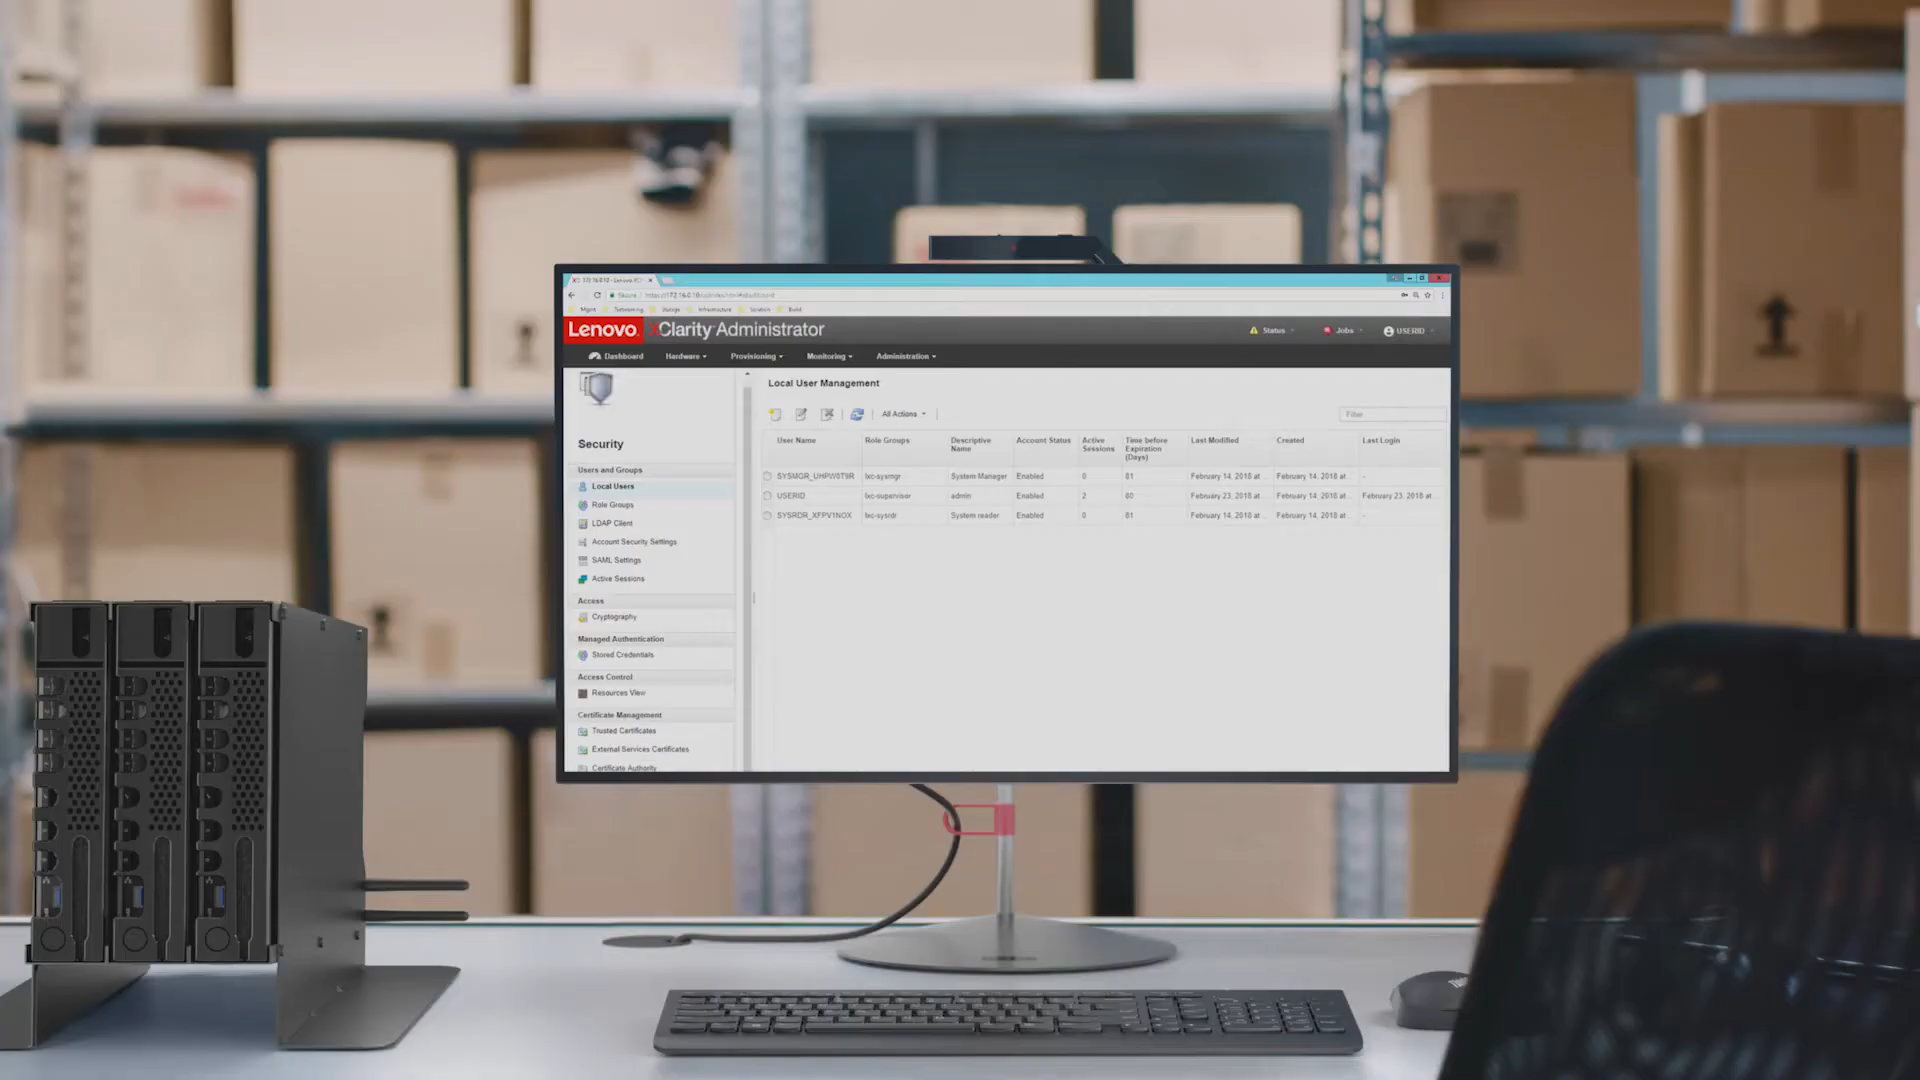 Lenovo XClarity Administrator
Status
Jobs
USERID
Dashboard Hardware Provisioning Monitoring Administration
Security
Users and Groups
Local Users
Role Groups
LDAP Client
Account Security Settings
SAML Settings
Active Sessions
Access
Cryptography
Managed Authentication
Stored Credentials
Access Control
Resources View
Certificate Management
Trusted Certificates
External Services Certificates
Certificate Authority
Local User Management
All Actions
Filter
User Name Role Groups Descriptive Name Account Status Active Sessions Time before Expiration (Days) Last Modified Created Last Login
lxc-sysmgr System Manager Enabled 0 81 February 14, 2018 at... February 14, 2018 at... -
USERID lxc-supervisor admin Enabled 2 80 February 23, 2018 at... February 14, 2018 at... February 23, 2018 at...
SYSRDR_XFPV1NOX lxc-sysrdr System reader Enabled 0 81 February 14, 2018 at... February 14, 2018 at... -